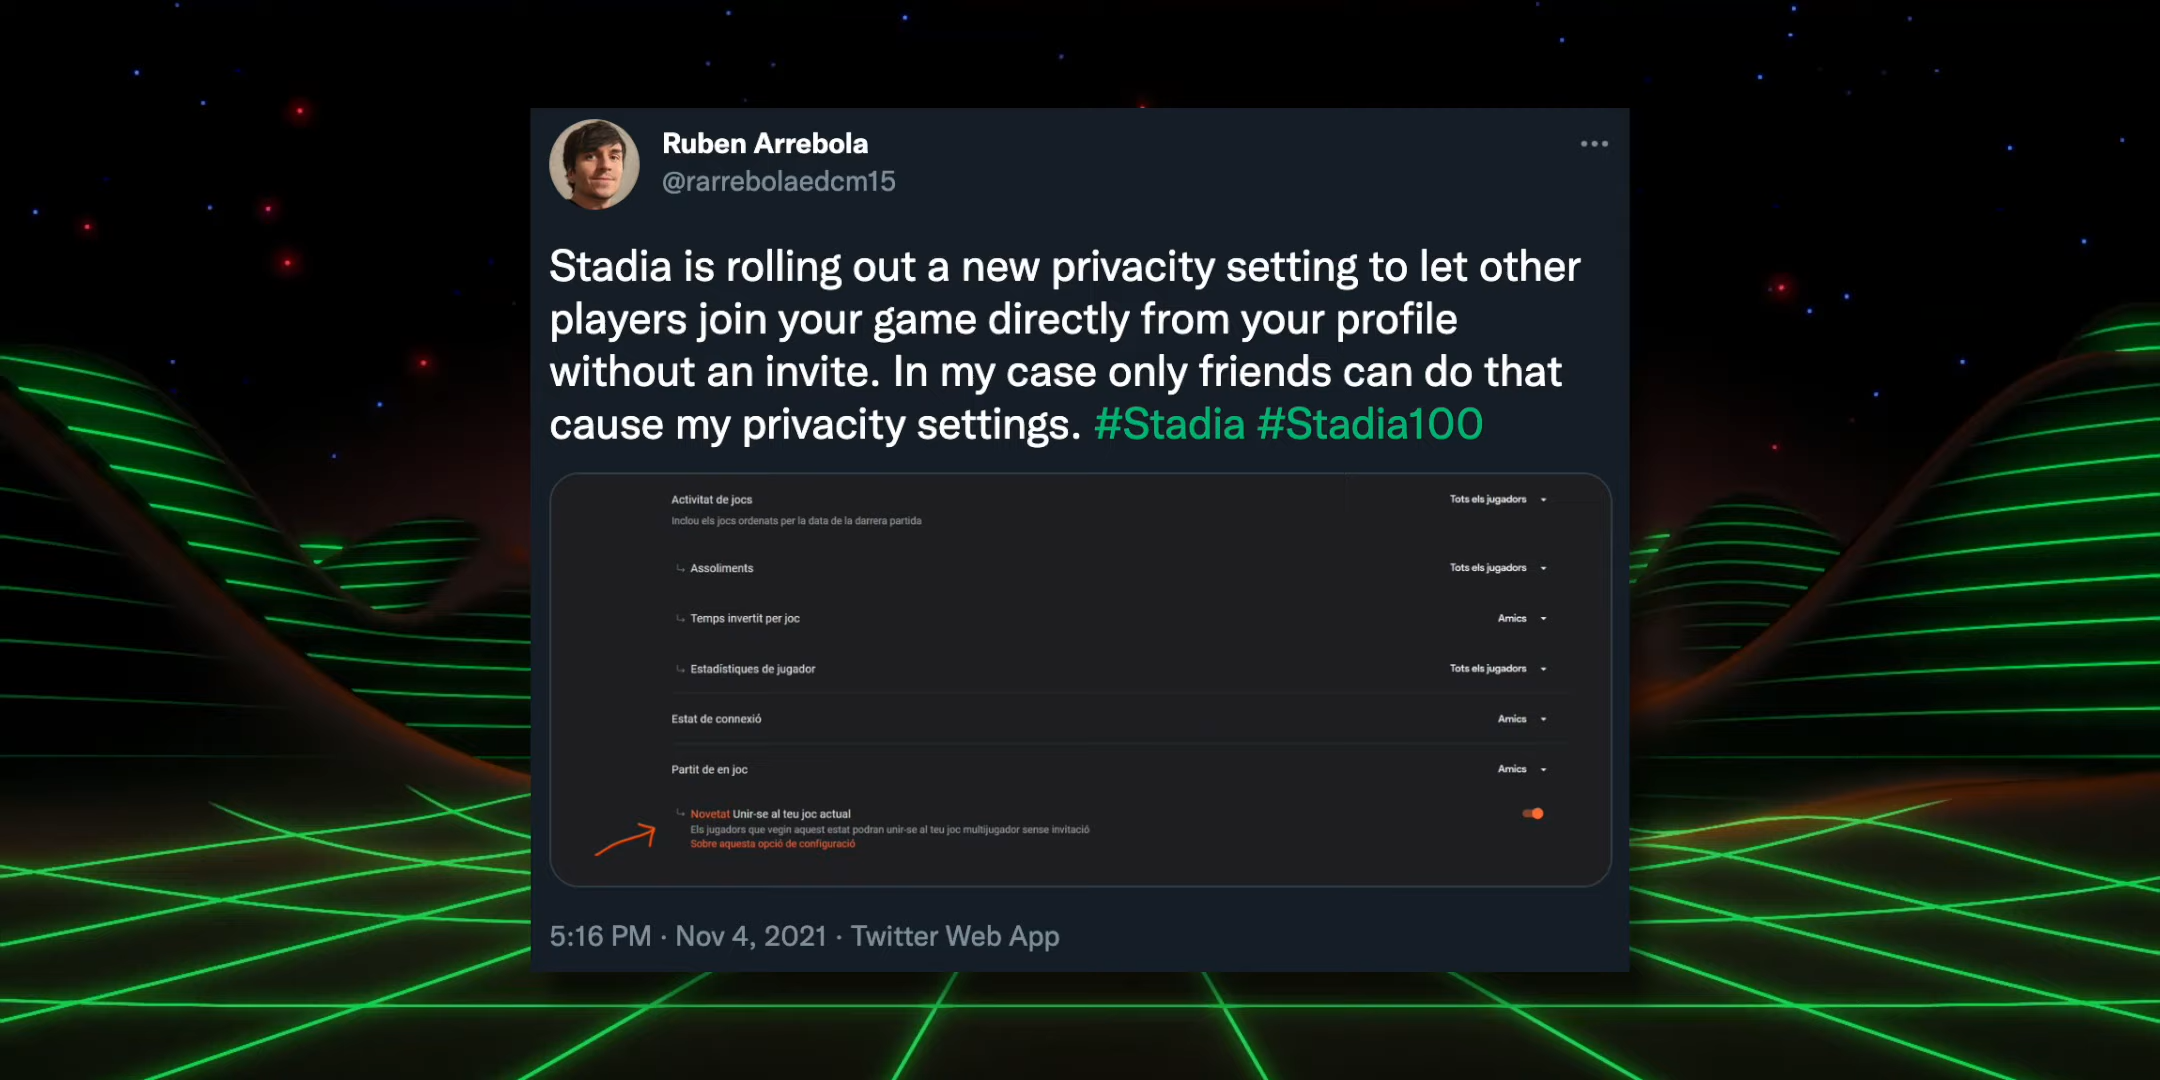 Ruben Arrebola
@rarrebolaedcm15
Stadia is rolling out a new privacity setting to let other
players join your game directly from your profile
without an invite. In my case only friends can do that
cause my privacity settings. #Stadia #Stadia100
Activitat de jocs Tots els jugadors
Inclou els jocs ordenats per la data de la darrera partida
Assoliments Tots els jugadors
Temps invertit per joc Amics
Estadístiques de jugador Tots els jugadors
Estat de connexió Amics
Partit de en joc Amics
Novetat Unir-se al teu joc actual
Els jugadors que vegin aquest estat podran unir-se al teu joc multijugador sense invitació
Sobre aquesta opció de configuració
5:16 PM · Nov 4, 2021 · Twitter Web App